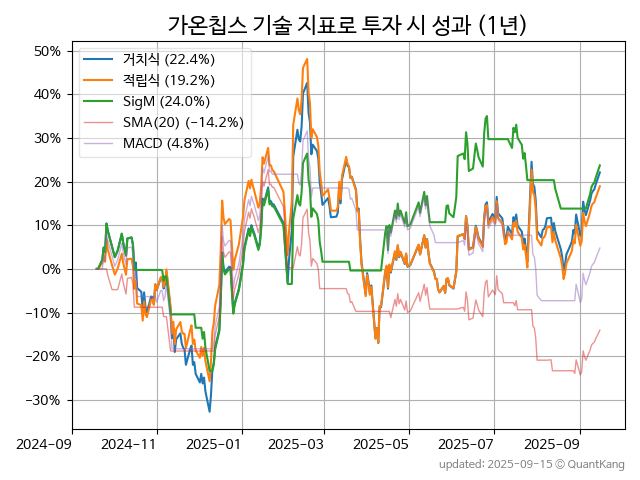 가온칩스 기술 지표로 투자 시 성과 (1년)
거치식 (22.4%)
적립식 (19.2%)
SigM (24.0%)
SMA(20) (−14.2%)
MACD (4.8%)
50%
40%
30%
20%
10%
0%
−10%
−20%
−30%
2024-09 2024-11 2025-01 2025-03 2025-05 2025-07 2025-09
updated: 2025-09-15 ⓒ QuantKang